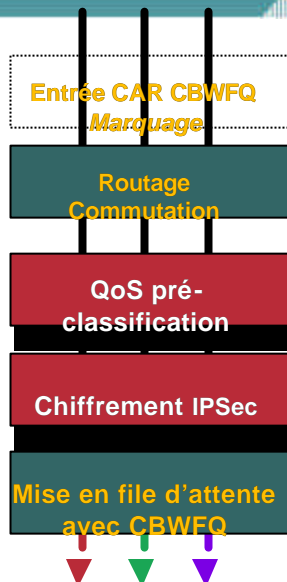 Entrée CAR CBWFQ
Marquage
Routage
Commutation
QoS pré-
classification
Chiffrement IPSec
Mise en file d'attente
avec CBWFQ